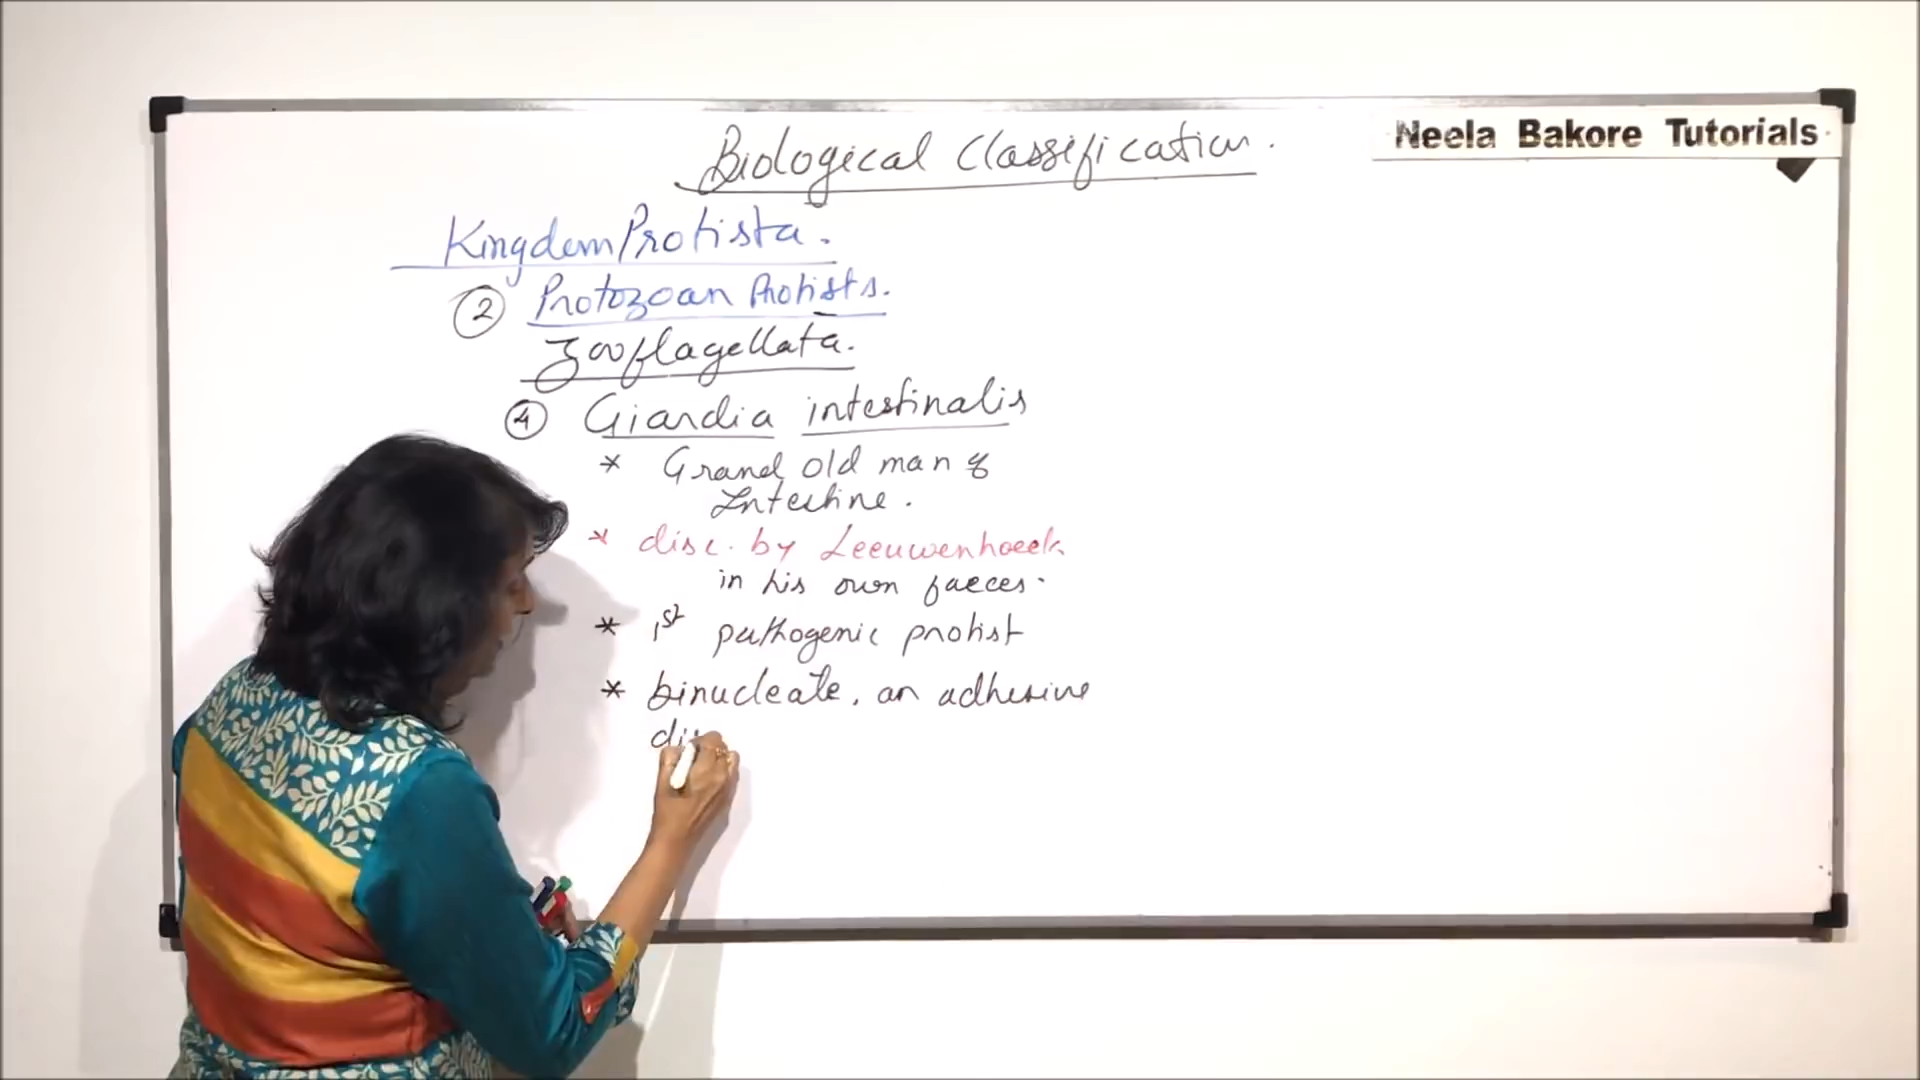 Biological Classification.
Neela Bakore Tutorials
Kingdom Protista.
2 Protozoan Protists.
Zooflagellata.
4 Giardia intestinalis
* Grand old man of
Intestine.
* disc. by Leeuwenhoeek
in his own faeces.
* 1st pathogenic protist
* binucleate, an adhesive